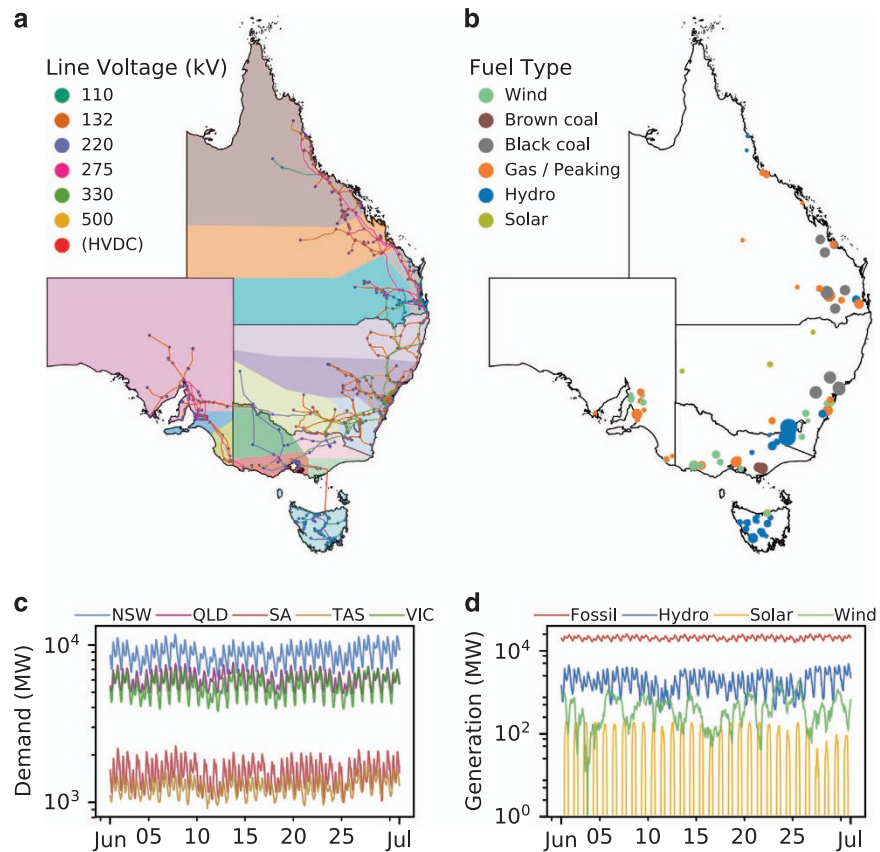 a
Line Voltage (kV)
110
132
220
275
330
500
(HVDC)
b
Fuel Type
Wind
Brown coal
Black coal
Gas / Peaking
Hydro
Solar
c
NSW QLD SA TAS VIC
Demand (MW)
10⁴
10³
Jun 05 10 15 20 25 Jul
d
Fossil Hydro Solar Wind
Generation (MW)
10⁴
10²
10⁰
Jun 05 10 15 20 25 Jul